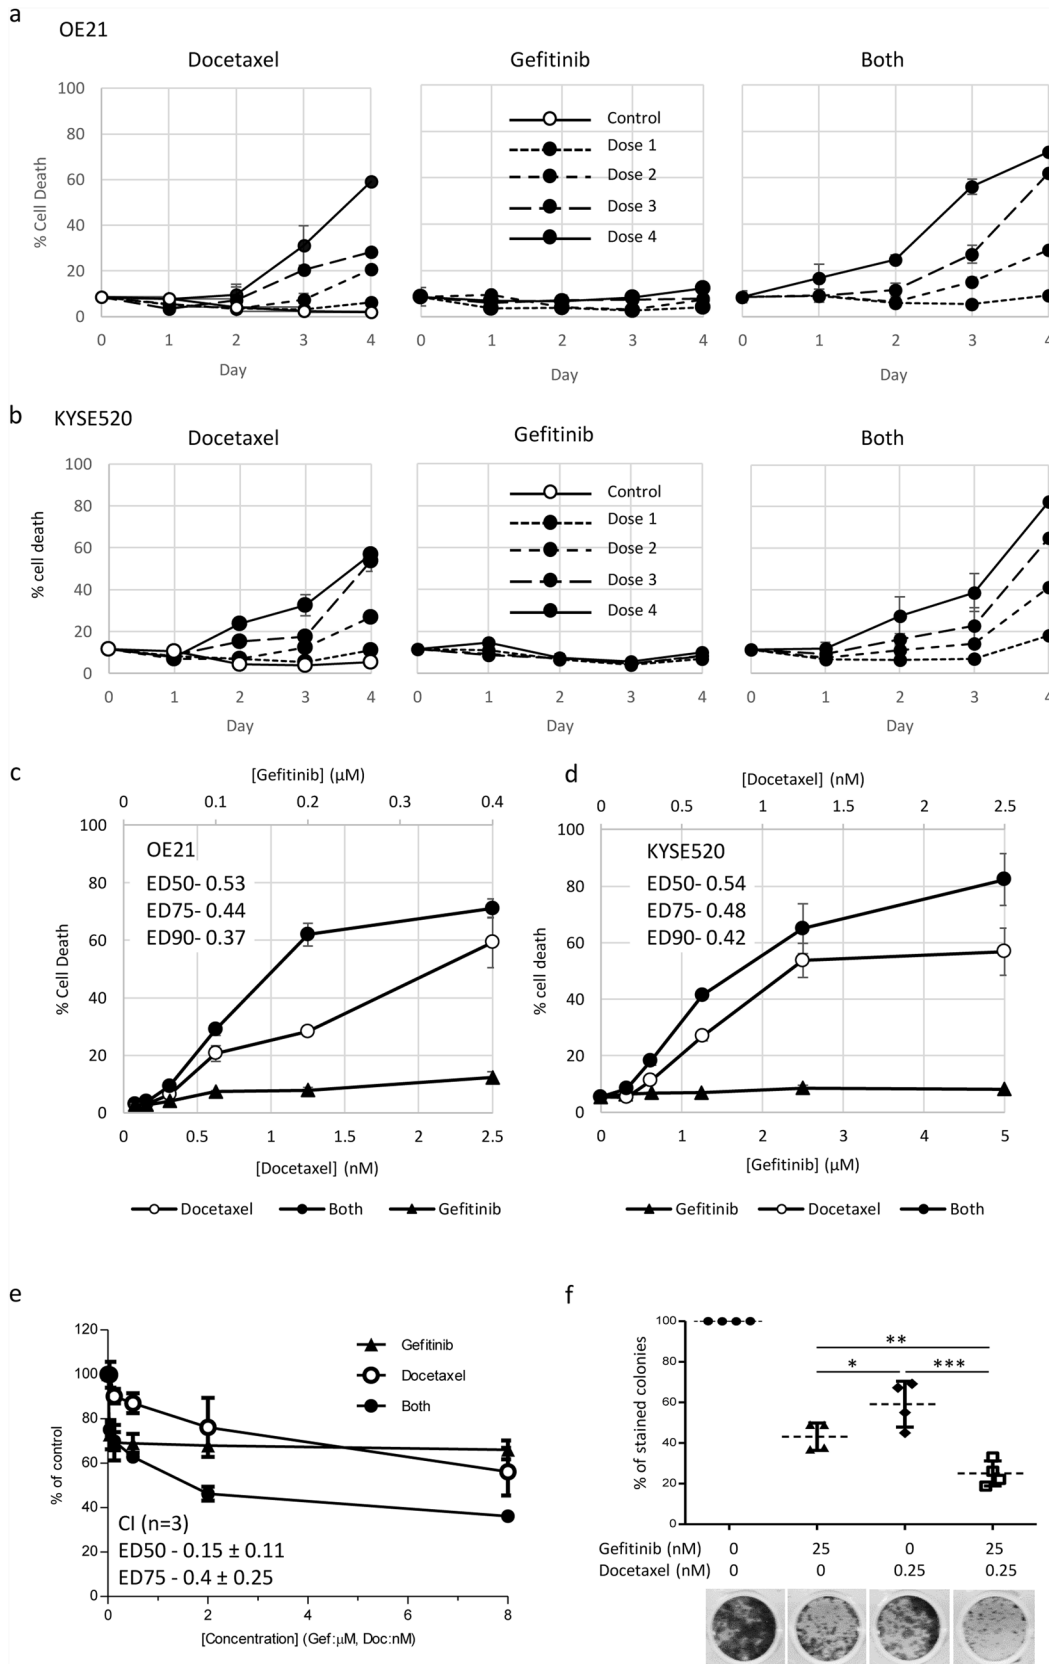 a
OE21
Docetaxel
Gefitinib
Both
% Cell Death
100
80
60
40
20
0
0 1 2 3 4
Day
Control
Dose 1
Dose 2
Dose 3
Dose 4
0 1 2 3 4
Day
0 1 2 3 4
Day
b
KYSE520
Docetaxel
Gefitinib
Both
% cell death
100
80
60
40
20
0
0 1 2 3 4
Day
Control
Dose 1
Dose 2
Dose 3
Dose 4
0 1 2 3 4
Day
0 1 2 3 4
Day
c
[Gefitinib] (μM)
0 0.1 0.2 0.3 0.4
% Cell Death
100
80
60
40
20
0
OE21
ED50- 0.53
ED75- 0.44
ED90- 0.37
0 0.5 1 1.5 2 2.5
[Docetaxel] (nM)
Docetaxel Both Gefitinib
d
[Docetaxel] (nM)
0 0.5 1 1.5 2 2.5
% cell death
100
80
60
40
20
0
KYSE520
ED50- 0.54
ED75- 0.48
ED90- 0.42
0 1 2 3 4 5
[Gefitinib] (μM)
Gefitinib Docetaxel Both
e
% of control
120
100
80
60
40
20
0
Gefitinib
Docetaxel
Both
CI (n=3)
ED50 - 0.15 ± 0.11
ED75 - 0.4 ± 0.25
0 2 4 6 8
[Concentration] (Gef:μM, Doc:nM)
f
% of stained colonies
100
80
60
40
20
0
**
* ***
Gefitinib (nM) 0 25 0 25
Docetaxel (nM) 0 0 0.25 0.25